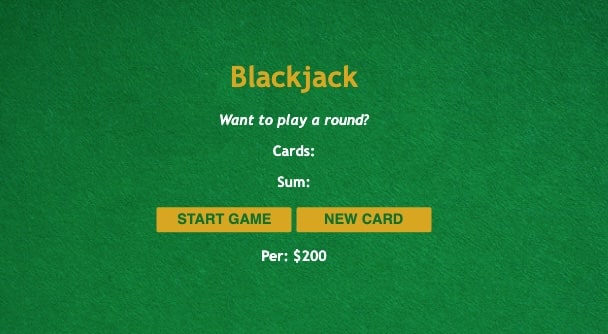 Blackjack
Want to play a round?
Cards:
Sum:
START GAME NEW CARD
Per: $200